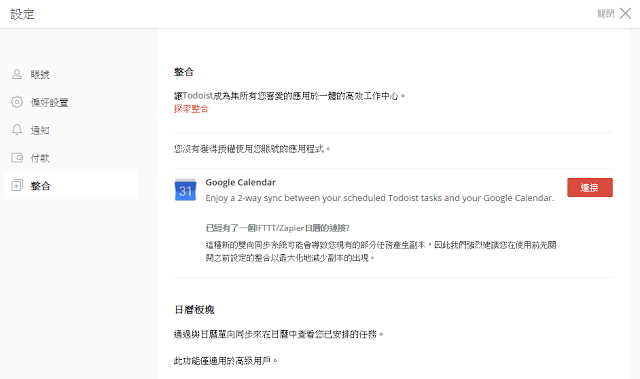 設定
關閉
賬號
偏好設置
通知
付款
整合
整合
讓Todoist成為集所有您喜愛的應用於一體的高效工作中心。
探索整合
您沒有獲得授權使用您賬號的應用程式。
31
Google Calendar
Enjoy a 2-way sync between your scheduled Todoist tasks and your Google Calendar.
連接
已經有了一個IFTTT/Zapier日曆的連接?
這種新的雙向同步系統可能會導致您現有的部分任務產生副本，因此我們強烈建議您在使用前先關
閉之前設定的整合以最大化地減少副本的出現。
日曆板塊
通過與日曆單向同步來在日曆中查看您已安排的任務。
此功能僅適用於高級用戶。